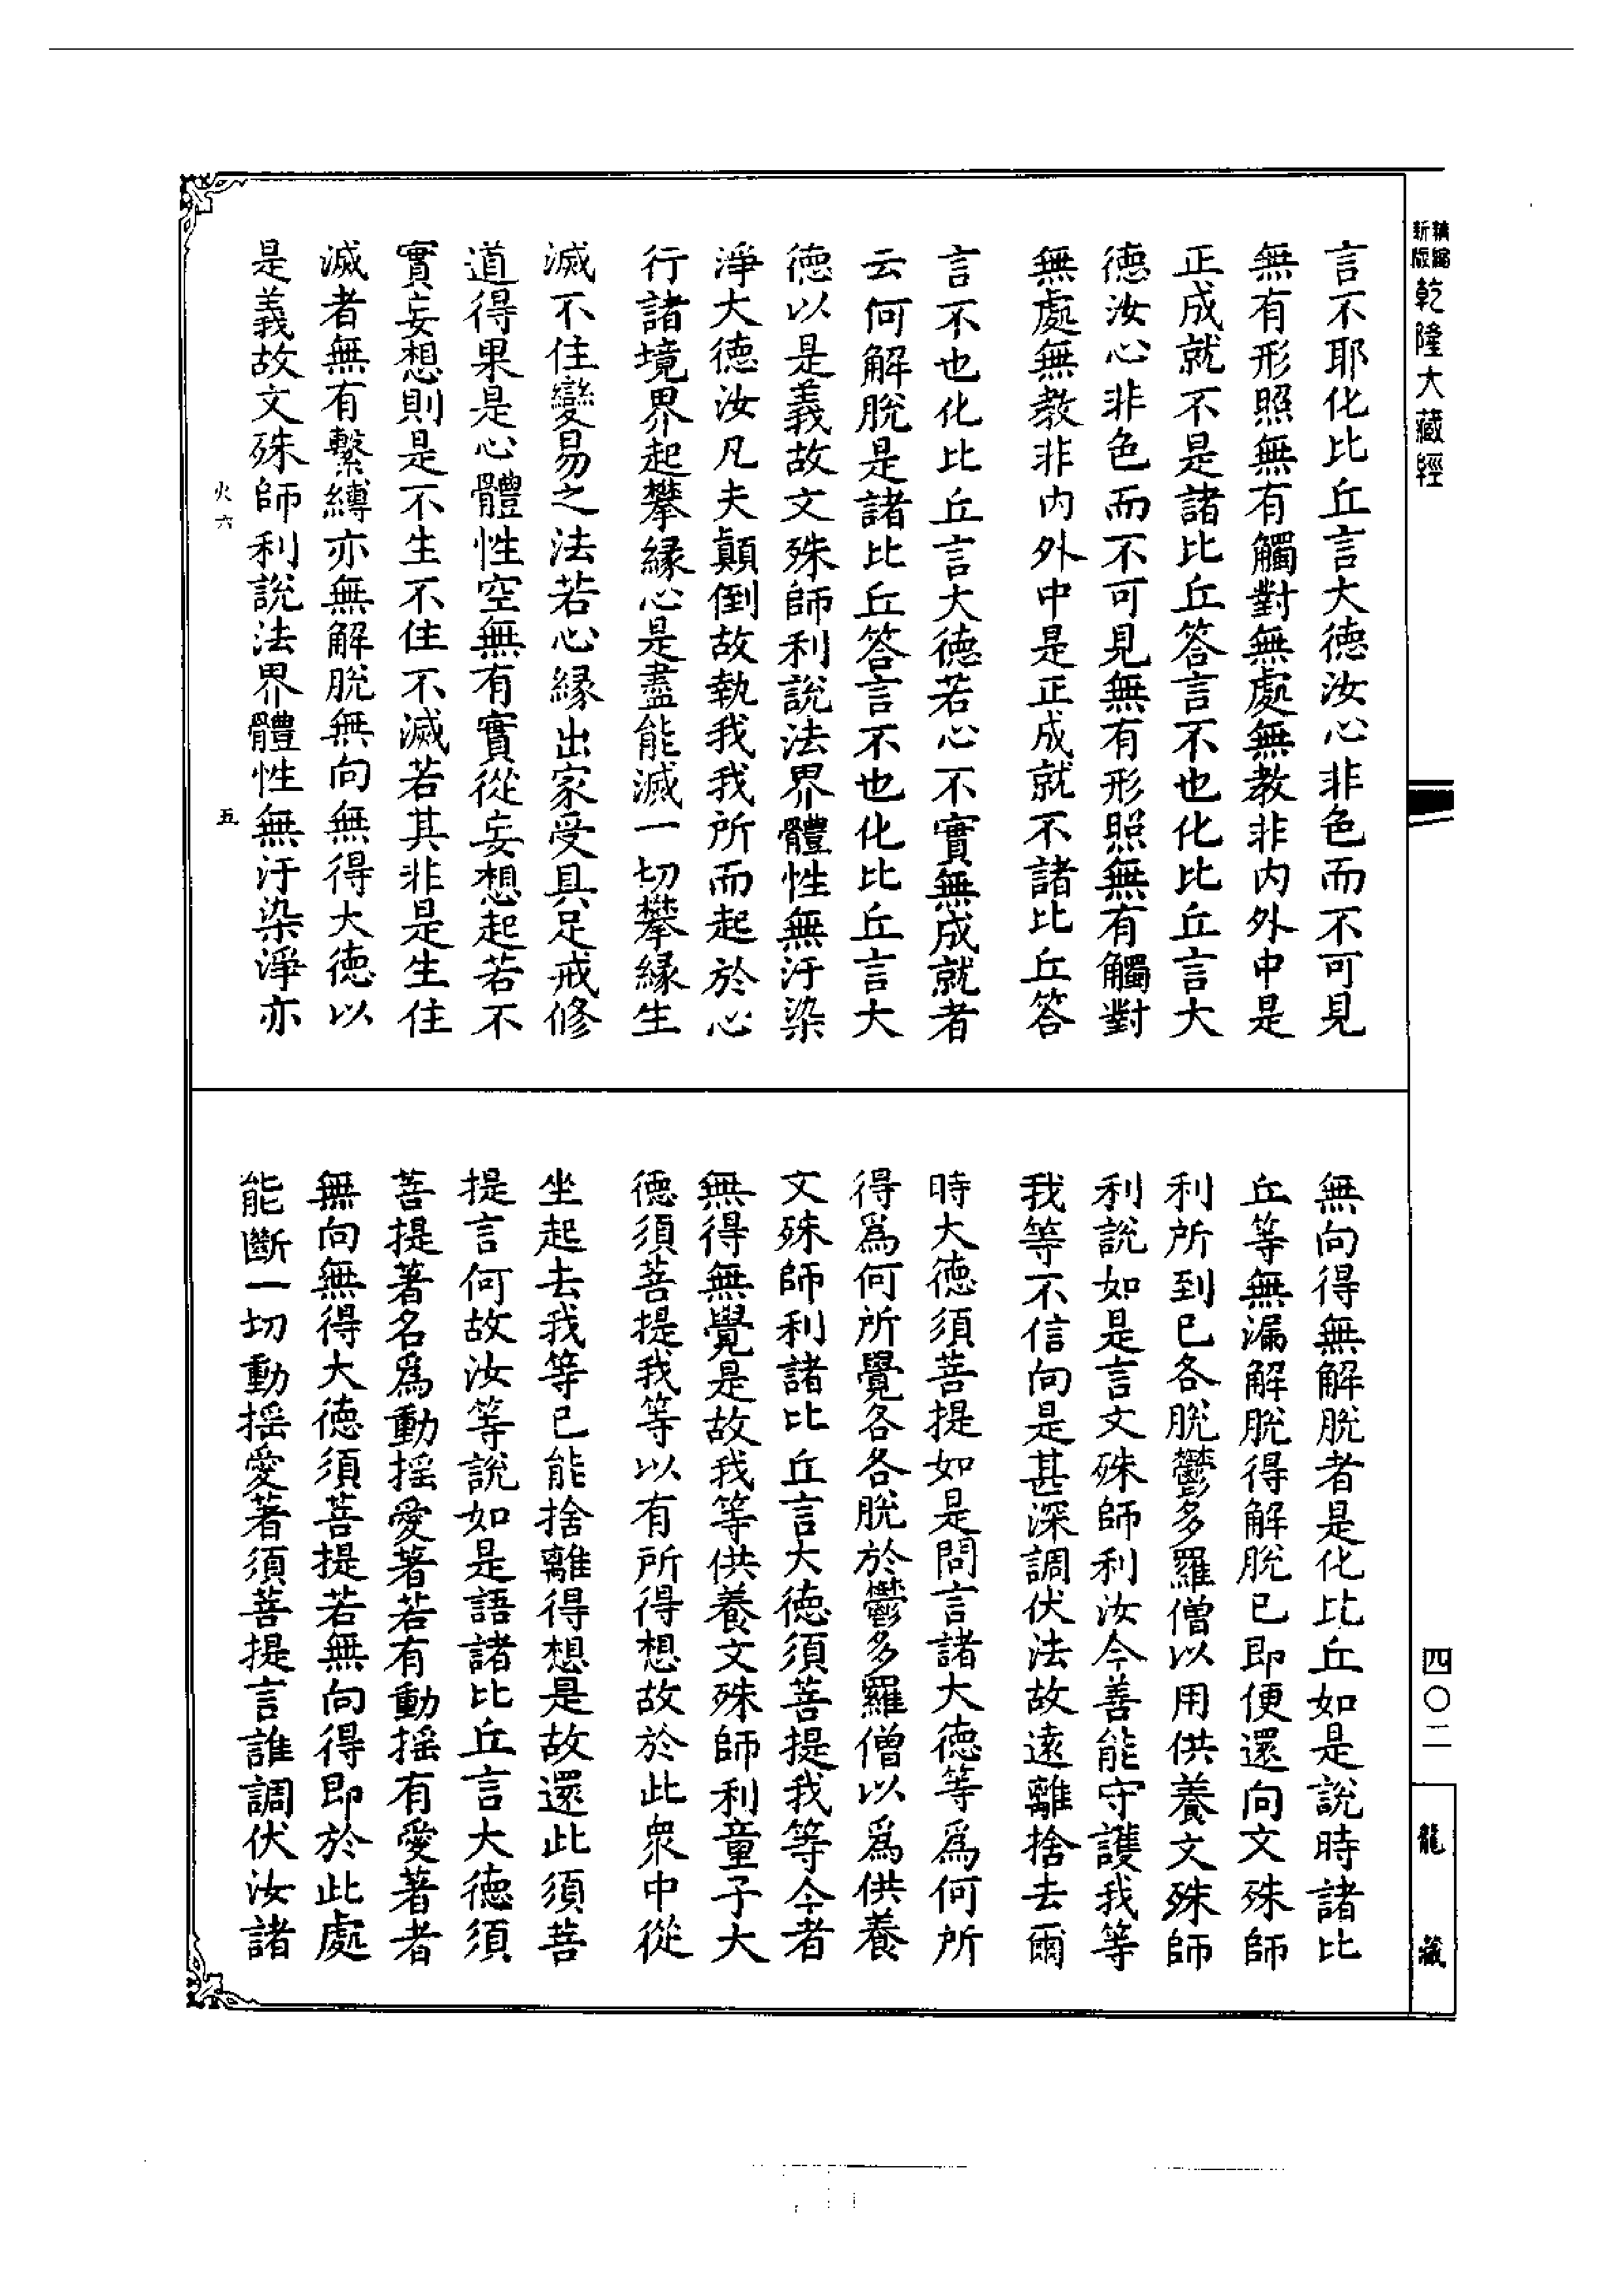 新版精縮乾隆大藏經
言不耶化比丘言大德汝心非色而不可見
無有形照無有觸對無處無教非內外中是
正成就不是諸比丘答言不也化比丘言大
德汝心非色而不可見無有形照無有觸對
無處無教非內外中是正成就不諸比丘答
言不也化比丘言大德若心不實無成就者
云何解脫是諸比丘答言不也化比丘言大
德以是義故文殊師利說法界體性無汙染
淨大德汝凡夫顛倒故執我我所而起於心
行諸境界起攀緣心是盡能滅一切攀緣生
滅不住變易之法若心緣出家受具足戒修
道得果是心體性空無有實從妄想起若不
實妄想則是不生不住不滅若其非是生住
滅者無有繫縛亦無解脫無向無得大德以
是義故文殊師利說法界體性無汙染淨亦
火六
五
無向得無解脫者是化比丘如是說時諸比
丘等無漏解脫得解脫已即便還向文殊師
利所到已各脫鬱多羅僧以用供養文殊師
利說如是言文殊師利汝今善能守護我等
我等不信向是甚深調伏法故遠離捨去爾
時大德須菩提如是問言諸大德等為何所
得為何所覺各各脫於鬱多羅僧以為供養
文殊師利諸比丘言大德須菩提我等今者
無得無覺是故我等供養文殊師利童子大
德須菩提我等以有所得想故於此眾中從
坐起去我等已能捨離得想是故還此須菩
提言何故汝等說如是語諸比丘言大德須
菩提著名為動搖愛著若有動搖有愛著者
無向無得大德須菩提若無向得即於此處
能斷一切動搖愛著須菩提言誰調伏汝諸
四〇二
龍藏